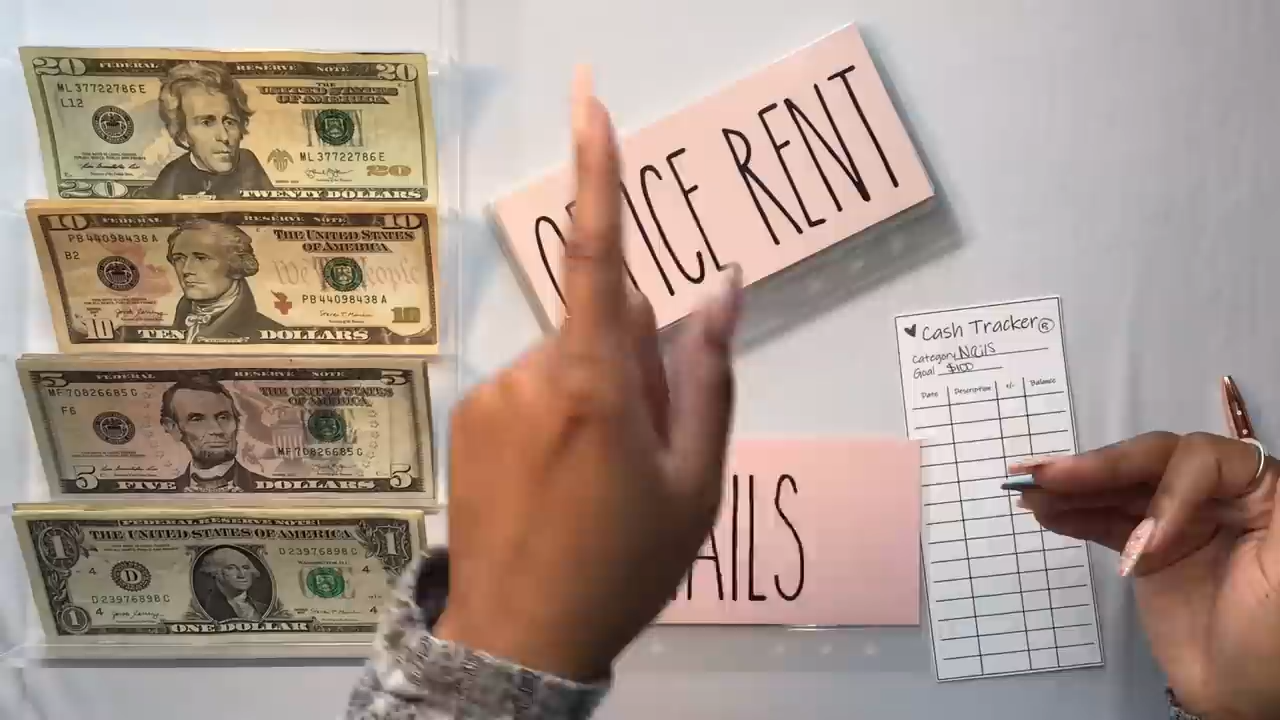 20 FEDERAL RESERVE NOTE 20
ML 37722786 E
L12
THE
UNITED STATES
OF AMERICA
ML 37722786 E
20
20 TWENTY DOLLARS
10 FEDERAL RESERVE NOTE 10
PB 44098438 A
B2
THE UNITED STATES
OF AMERICA
We the People
PB 44098438 A
10
10 TEN DOLLARS
FEDERAL RESERVE NOTE 5
MF 70826685 C
F6
THE UNITED STATES
OF AMERICA
MF 70826685 C
5 FIVE DOLLARS 5
FEDERAL RESERVE NOTE
1 THE UNITED STATES OF AMERICA 1
D 23976898 C
4 D
D 23976898 C
4
4
1 ONE DOLLAR
RENT
Cash Tracker
Category Nails
Goal $100
Date Description +/- Balance